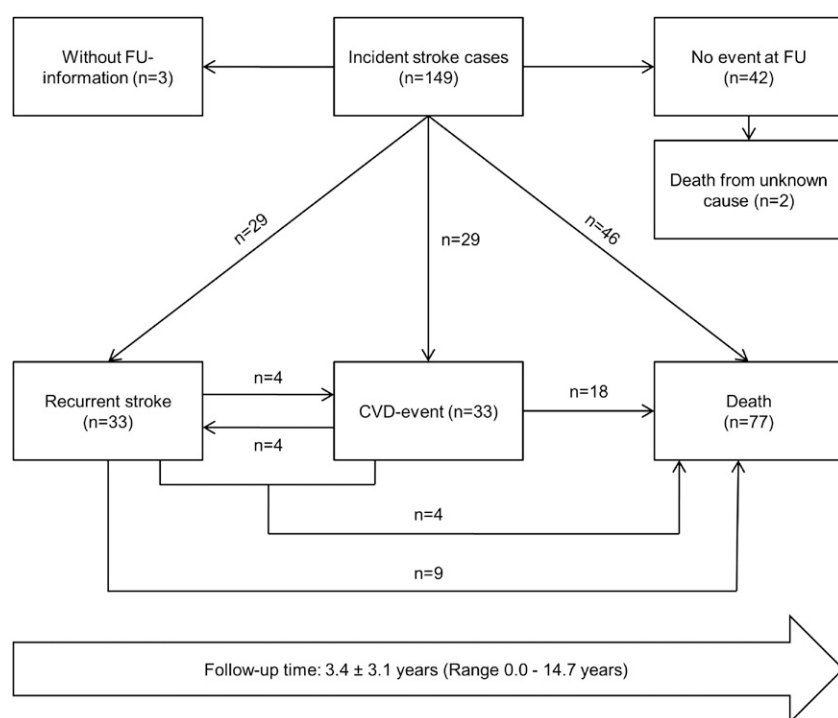 Without FU-
information (n=3)
Incident stroke cases
(n=149)
No event at FU
(n=42)
Death from unknown
cause (n=2)
n=29
n=29
n=46
Recurrent stroke
(n=33)
n=4
n=4
CVD-event (n=33)
n=18
Death
(n=77)
n=4
n=9
Follow-up time: 3.4 ± 3.1 years (Range 0.0 - 14.7 years)